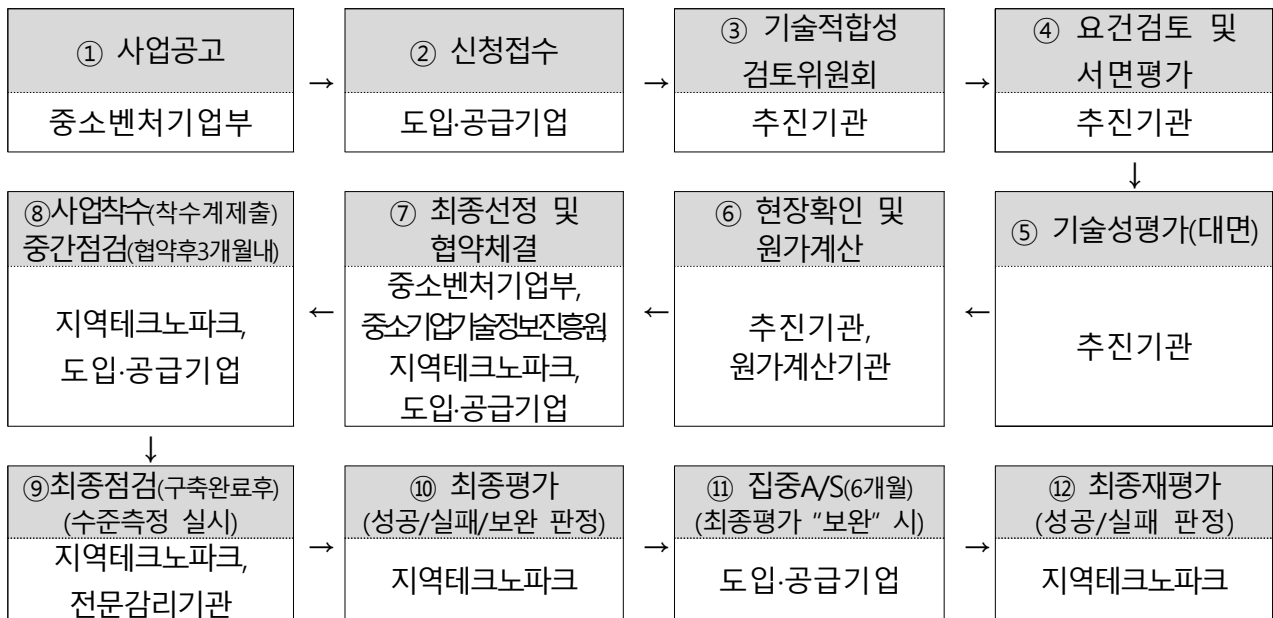 ① 사업공고
중소벤처기업부
→
② 신청접수
도입·공급기업
→
③ 기술적합성
검토위원회
추진기관
→
④ 요건검토 및
서면평가
추진기관
↓
⑤ 기술성평가(대면)
추진기관
←
⑥ 현장확인 및
원가계산
추진기관,
원가계산기관
←
⑦ 최종선정 및
협약체결
중소벤처기업부,
중소기업기술정보진흥원,
지역테크노파크,
도입·공급기업
←
⑧사업착수(착수계제출)
중간점검(협약후3개월내)
지역테크노파크,
도입·공급기업
↓
⑨최종점검(구축완료후)
(수준측정 실시)
지역테크노파크,
전문감리기관
→
⑩ 최종평가
(성공/실패/보완 판정)
지역테크노파크
→
⑪ 집중A/S(6개월)
(최종평가 “보완” 시)
도입·공급기업
→
⑫ 최종재평가
(성공/실패 판정)
지역테크노파크